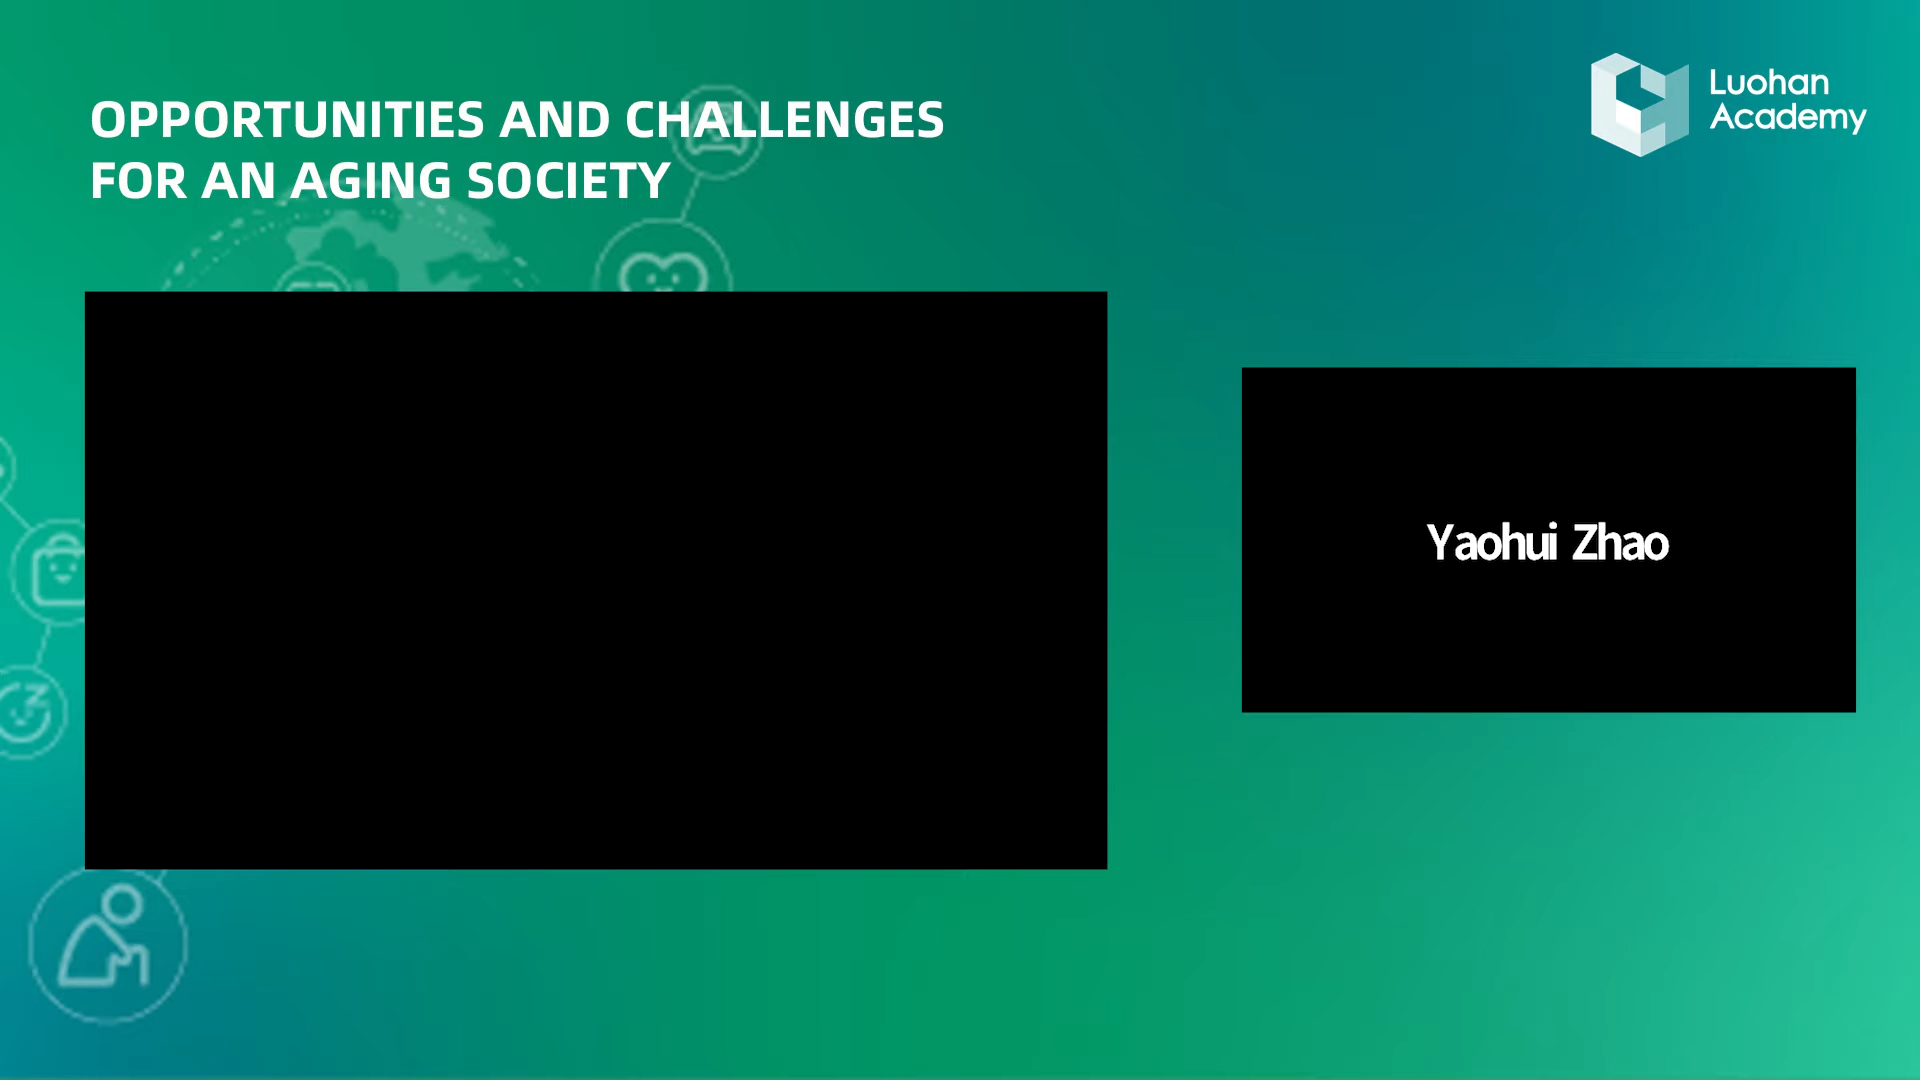 OPPORTUNITIES AND CHALLENGES
FOR AN AGING SOCIETY
Luohan
Academy
Yaohui Zhao